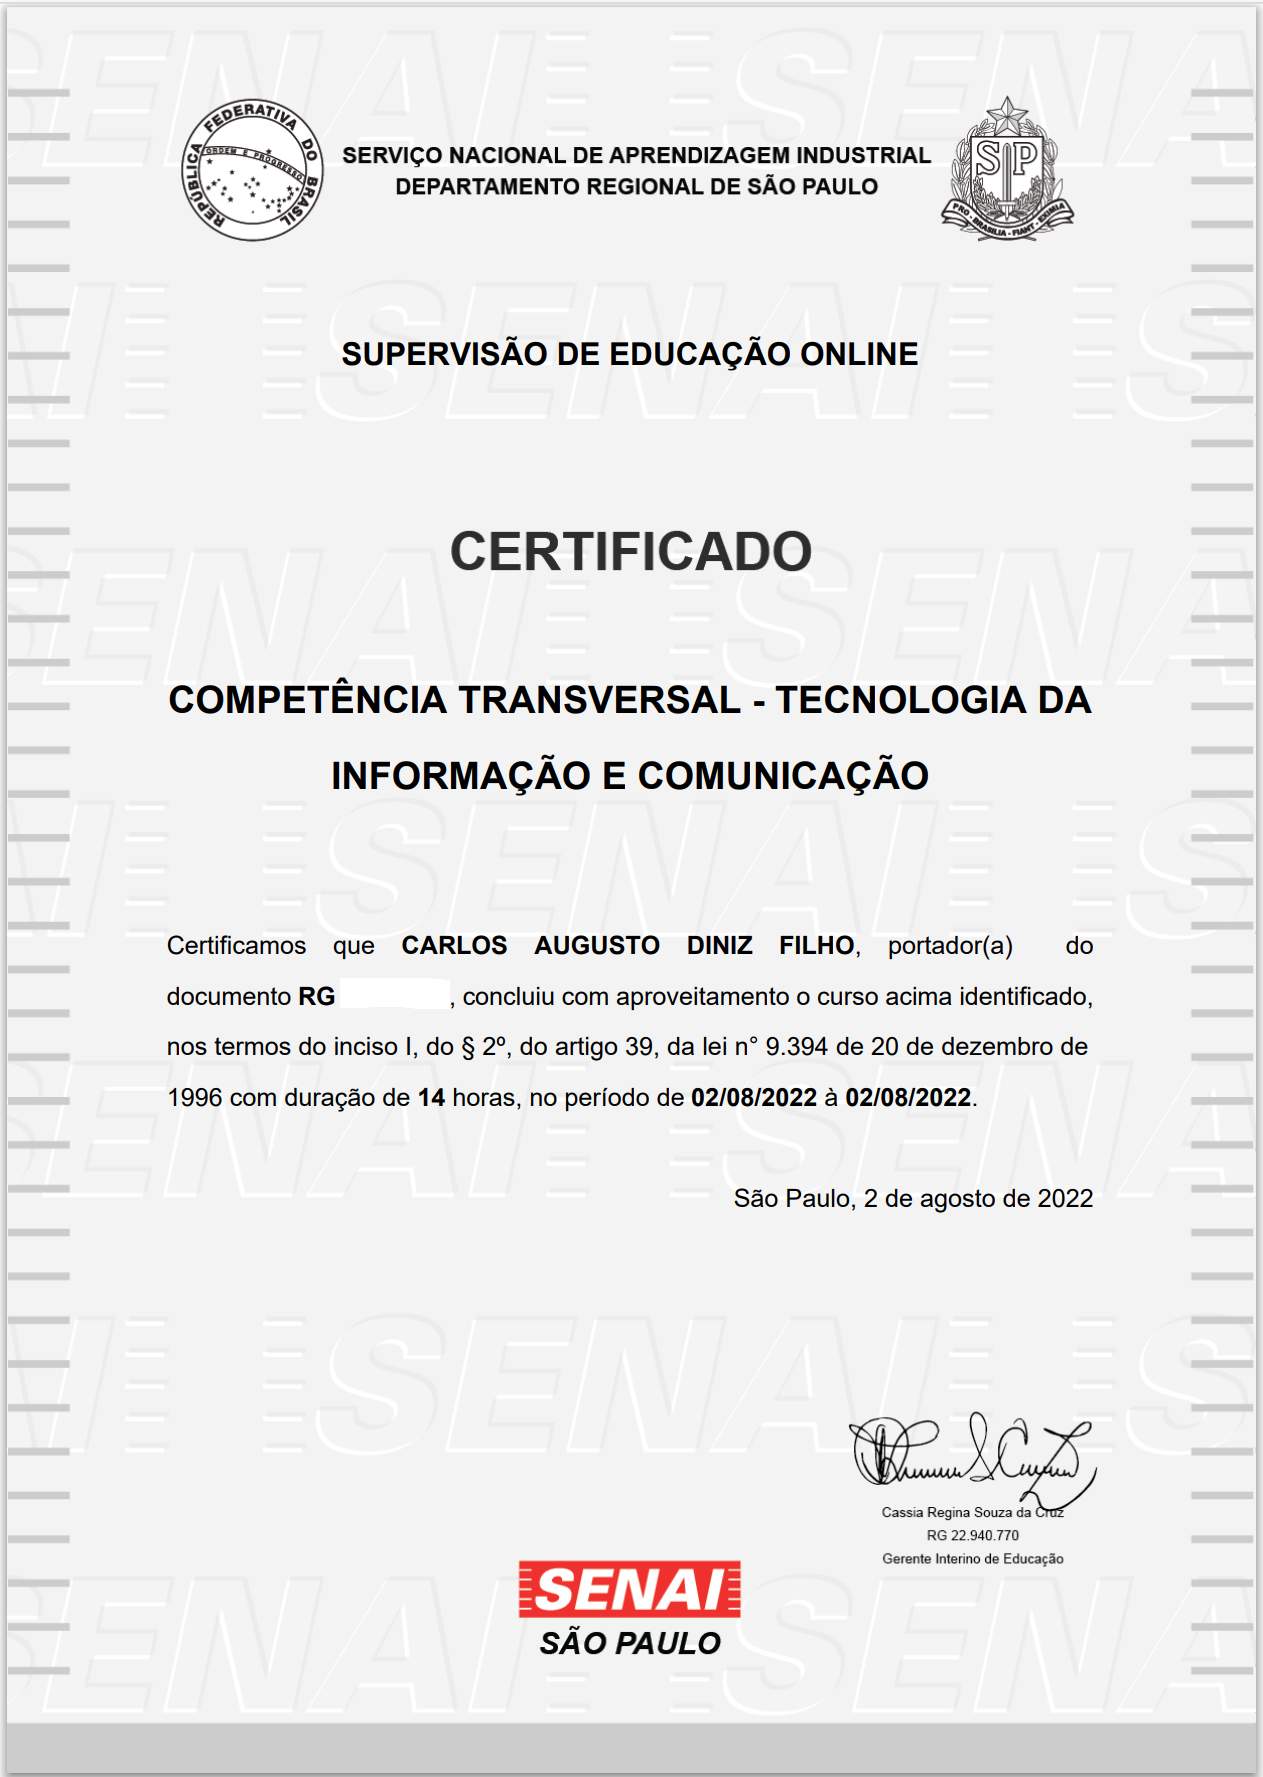 REPÚBLICA FEDERATIVA DO BRASIL
ORDEM E PROGRESSO
SERVIÇO NACIONAL DE APRENDIZAGEM INDUSTRIAL
DEPARTAMENTO REGIONAL DE SÃO PAULO
SP
PRO - BRASILIA - FIANT - EXIMIA
SUPERVISÃO DE EDUCAÇÃO ONLINE
CERTIFICADO
COMPETÊNCIA TRANSVERSAL - TECNOLOGIA DA
INFORMAÇÃO E COMUNICAÇÃO
Certificamos que CARLOS AUGUSTO DINIZ FILHO, portador(a) do
documento RG , concluiu com aproveitamento o curso acima identificado,
nos termos do inciso I, do § 2º, do artigo 39, da lei n° 9.394 de 20 de dezembro de
1996 com duração de 14 horas, no período de 02/08/2022 à 02/08/2022.
São Paulo, 2 de agosto de 2022
Cassia Regina Souza da Cruz
RG 22.940.770
Gerente Interino de Educação
SENAI
SÃO PAULO